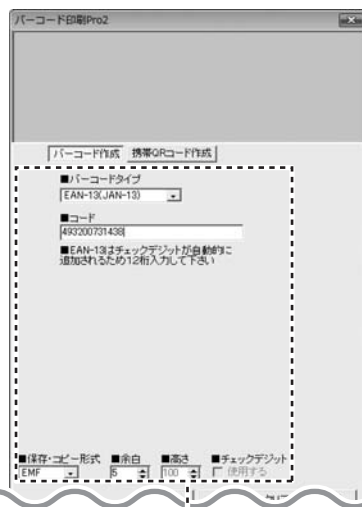 バーコード印刷Pro2
バーコード作成 携帯QRコード作成
■バーコードタイプ
EAN-13(JAN-13)
■コード
493200731438
■EAN-13はチェックデジットが自動的に
追加されるため12桁入力して下さい
■保存・コピー形式 ■余白 ■高さ ■チェックデジット
EMF 5 100 使用する